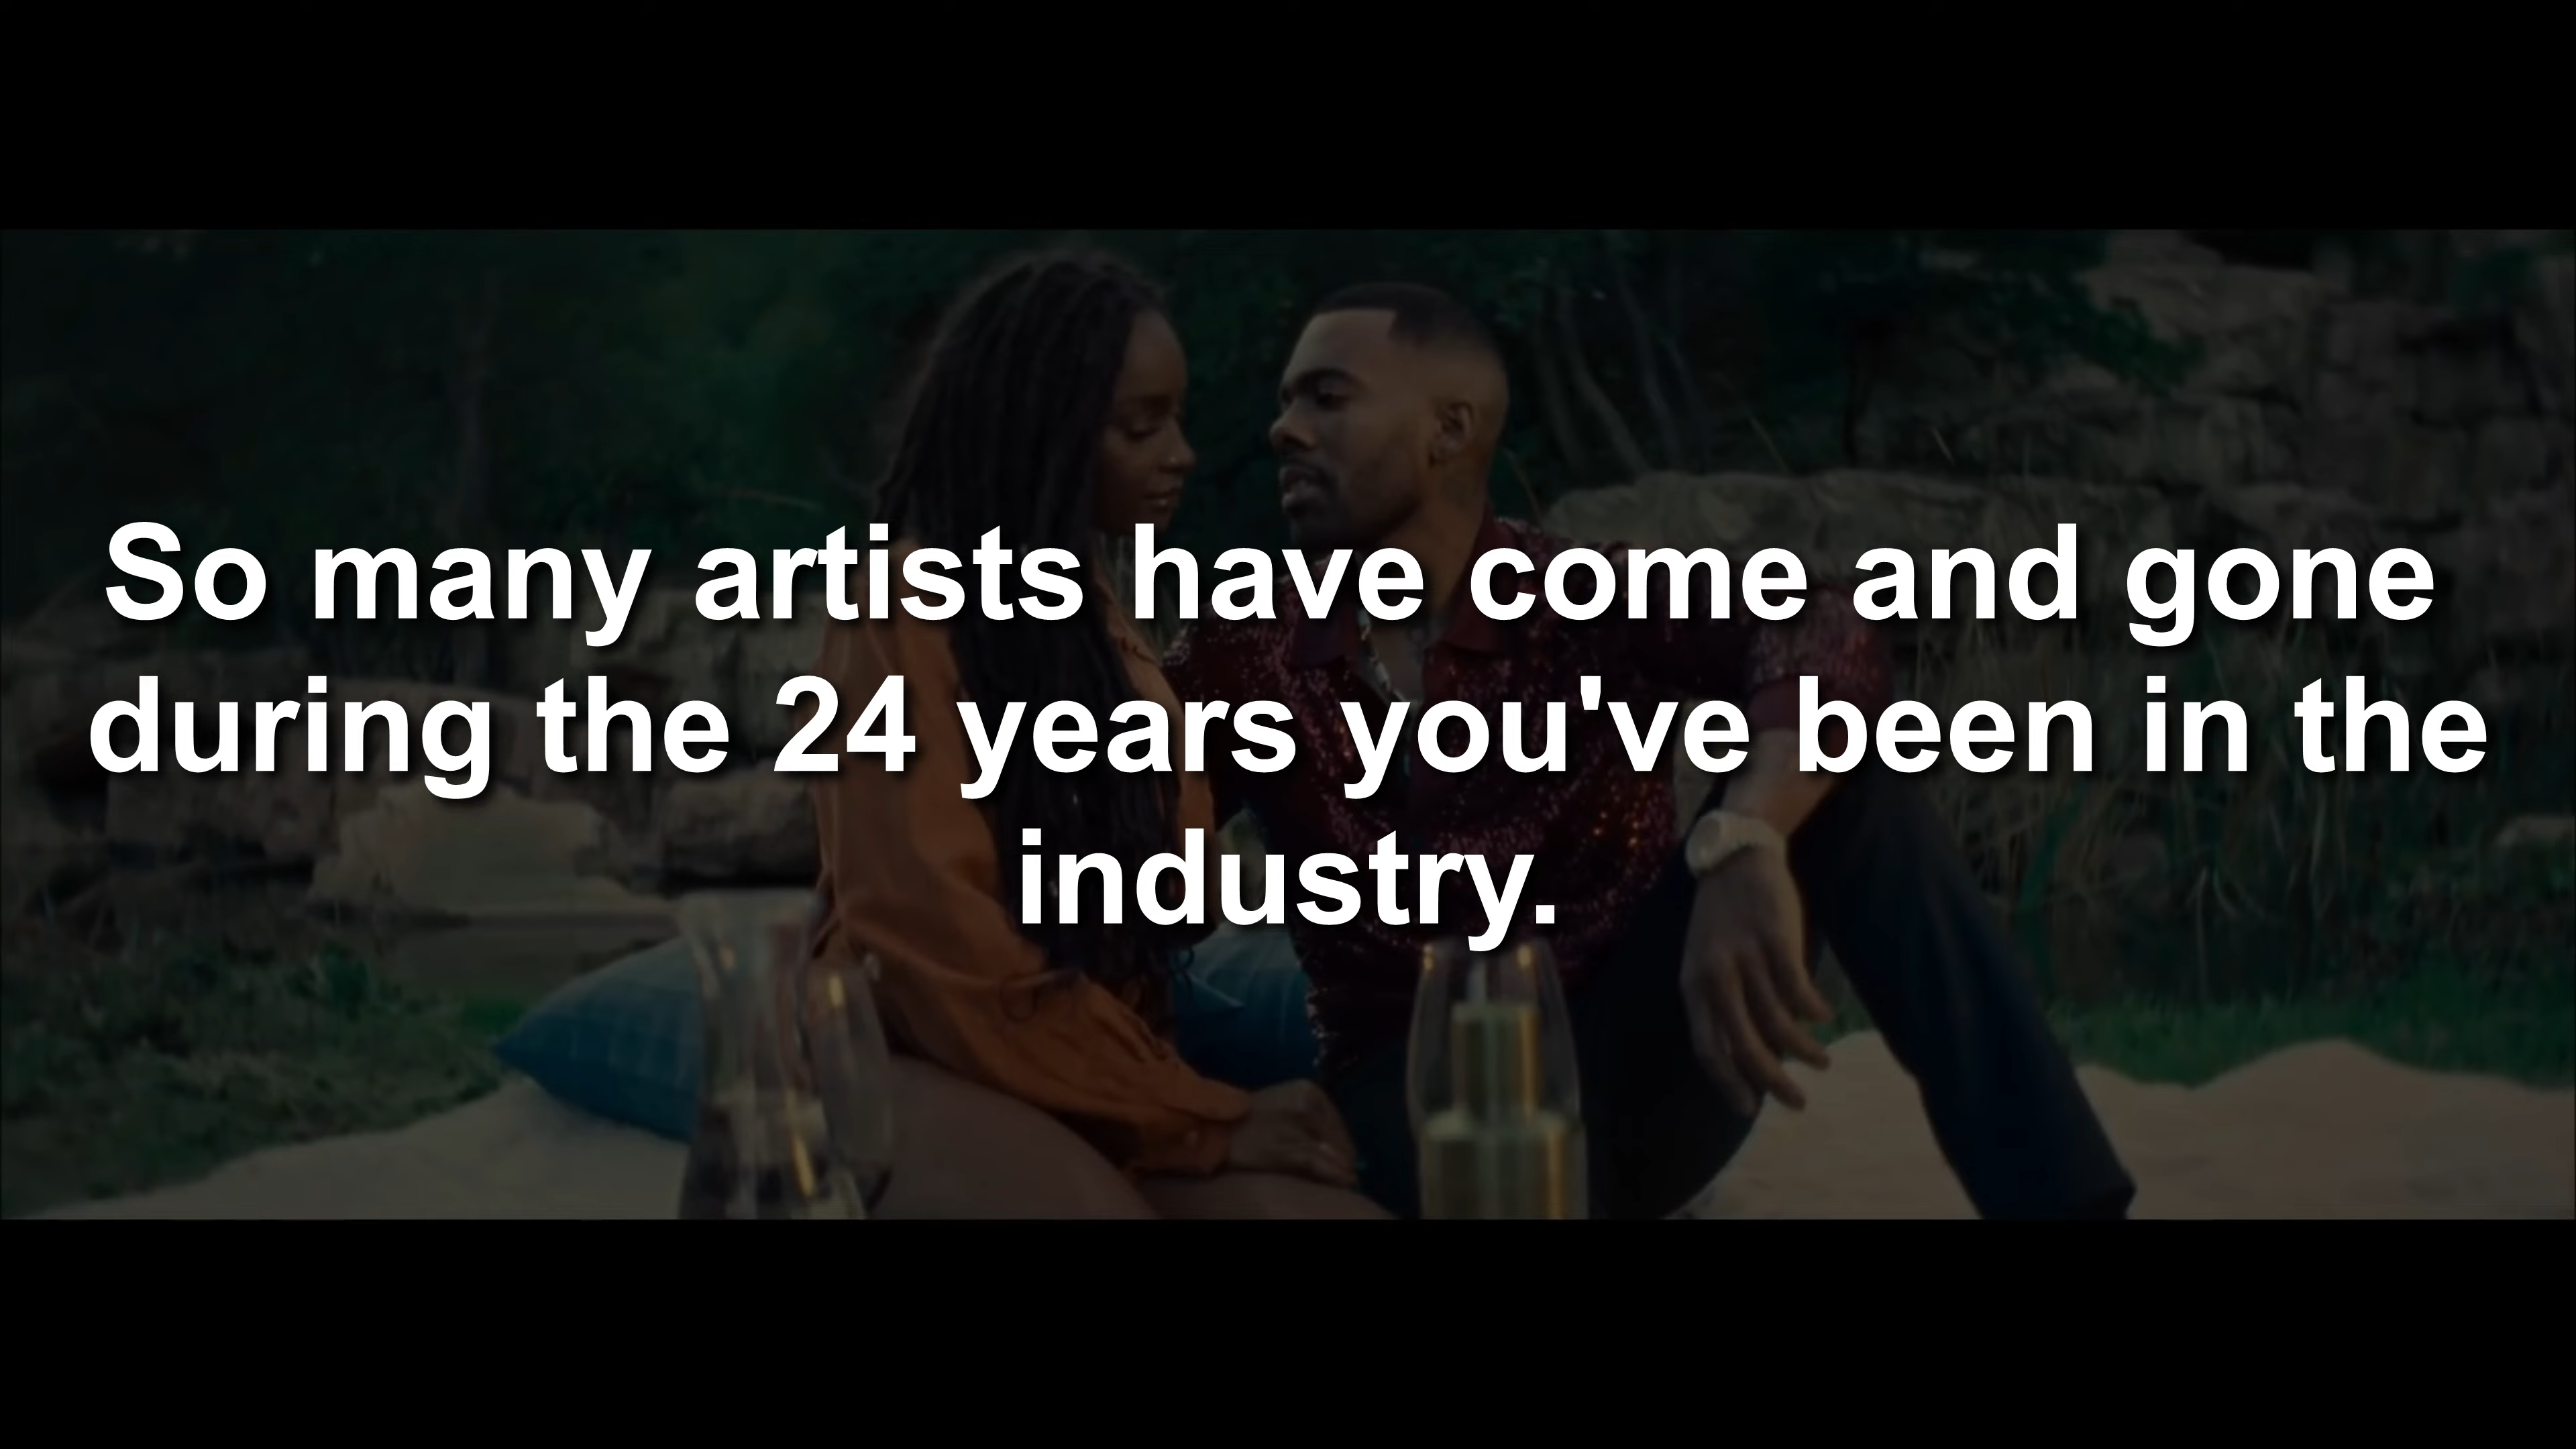 So many artists have come and gone
during the 24 years you've been in the
industry.